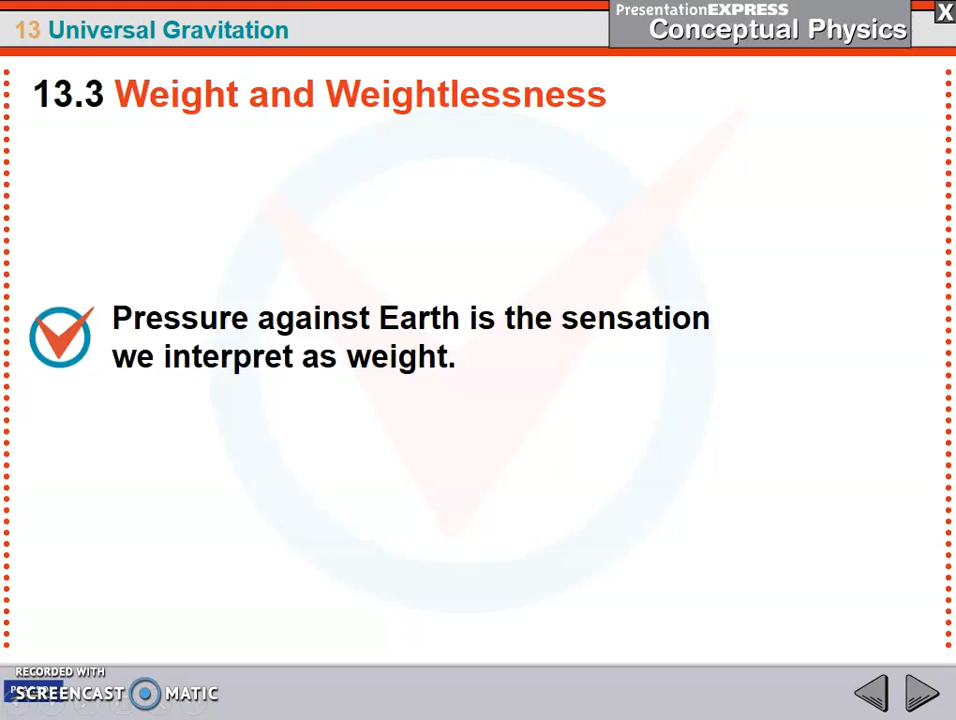 PresentationEXPRESS
X
13 Universal Gravitation
Conceptual Physics
13.3 Weight and Weightlessness
Pressure against Earth is the sensation
we interpret as weight.
RECORDED WITH
SCREENCAST MATIC